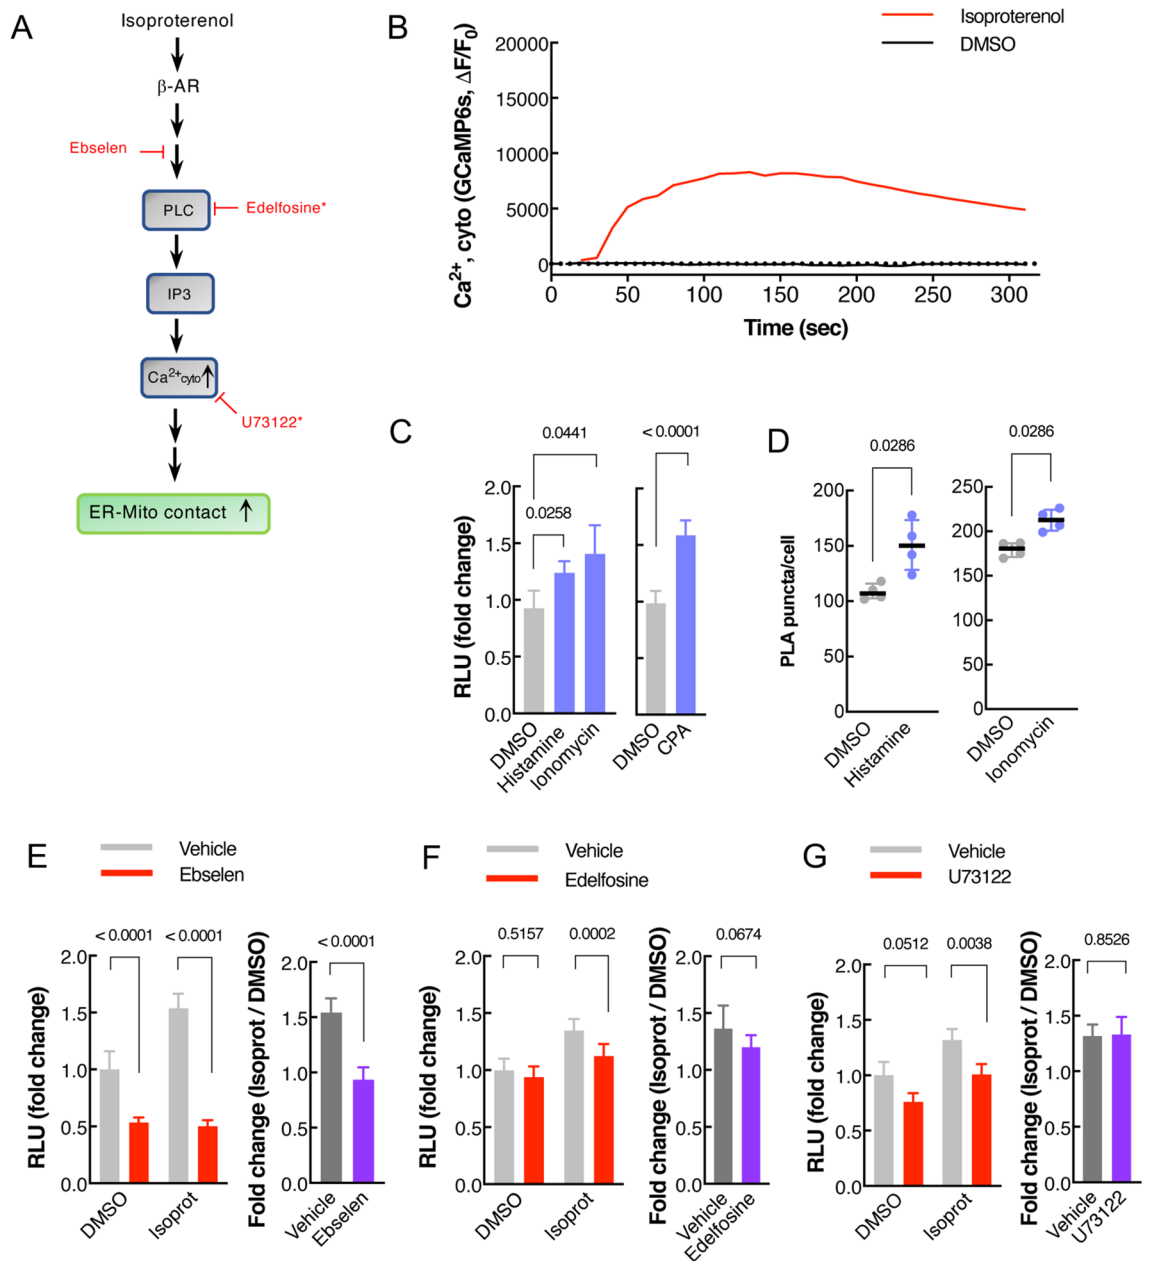 A
Isoproterenol
β-AR
Ebselen
PLC
Edelfosine*
IP3
Ca2+cyto
U73122*
ER-Mito contact
B
Isoproterenol
DMSO
Ca2+, cyto (GCaMP6s, ΔF/F0)
20000
15000
10000
5000
0
0 50 100 150 200 250 300
Time (sec)
C
0.0441
< 0.0001
0.0258
RLU (fold change)
2.0
1.5
1.0
0.5
0.0
DMSO
Histamine
Ionomycin
DMSO
CPA
D
0.0286
0.0286
PLA puncta/cell
200
150
100
50
0
250
200
150
100
50
0
DMSO
Histamine
DMSO
Ionomycin
E
Vehicle
Ebselen
< 0.0001 < 0.0001
RLU (fold change)
2.0
1.5
1.0
0.5
0.0
DMSO
Isoprot
< 0.0001
Fold change (Isoprot / DMSO)
2.0
1.5
1.0
0.5
0.0
Vehicle
Ebselen
F
Vehicle
Edelfosine
0.5157 0.0002
RLU (fold change)
2.0
1.5
1.0
0.5
0.0
DMSO
Isoprot
0.0674
Fold change (Isoprot / DMSO)
2.0
1.5
1.0
0.5
0.0
Vehicle
Edelfosine
G
Vehicle
U73122
0.0512 0.0038
RLU (fold change)
2.0
1.5
1.0
0.5
0.0
DMSO
Isoprot
0.8526
Fold change (Isoprot / DMSO)
2.0
1.5
1.0
0.5
0.0
Vehicle
U73122